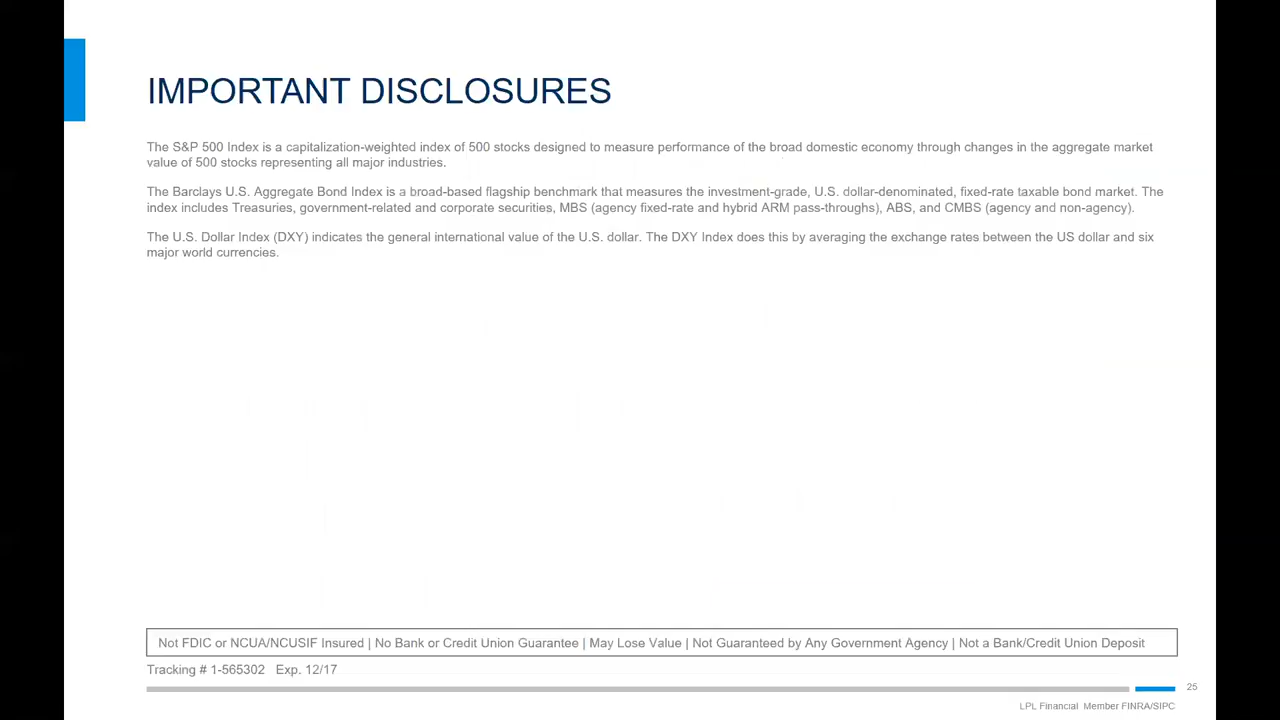 IMPORTANT DISCLOSURES
The S&P 500 Index is a capitalization-weighted index of 500 stocks designed to measure performance of the broad domestic economy through changes in the aggregate market
value of 500 stocks representing all major industries.
The Barclays U.S. Aggregate Bond Index is a broad-based flagship benchmark that measures the investment-grade, U.S. dollar-denominated, fixed-rate taxable bond market. The
index includes Treasuries, government-related and corporate securities, MBS (agency fixed-rate and hybrid ARM pass-throughs), ABS, and CMBS (agency and non-agency).
The U.S. Dollar Index (DXY) indicates the general international value of the U.S. dollar. The DXY Index does this by averaging the exchange rates between the US dollar and six
major world currencies.
Not FDIC or NCUA/NCUSIF Insured | No Bank or Credit Union Guarantee | May Lose Value | Not Guaranteed by Any Government Agency | Not a Bank/Credit Union Deposit
Tracking # 1-565302 Exp. 12/17
25
LPL Financial Member FINRA/SIPC